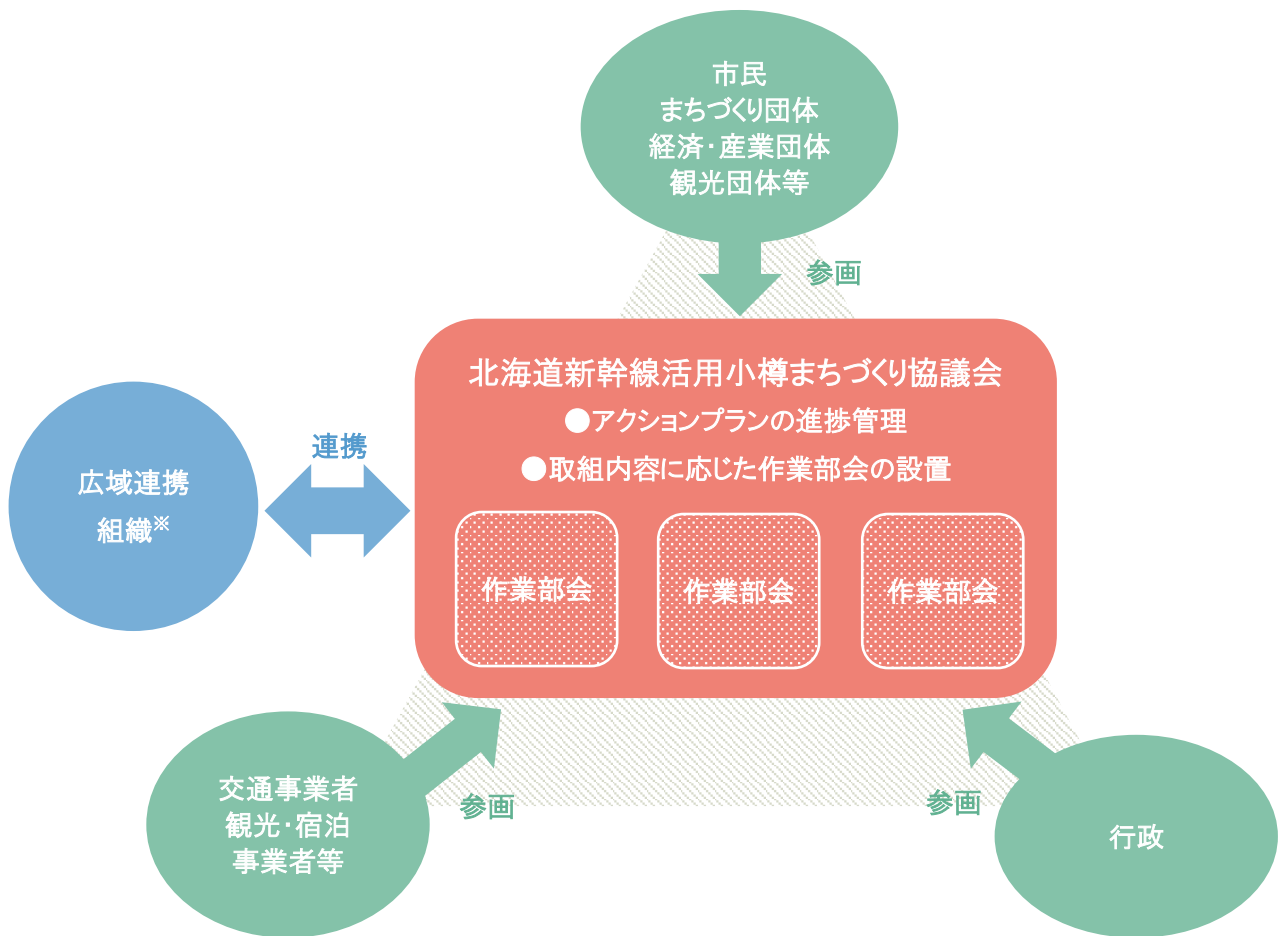 市民
まちづくり団体
経済・産業団体
観光団体等
参画
北海道新幹線活用小樽まちづくり協議会
●アクションプランの進捗管理
●取組内容に応じた作業部会の設置
連携
広域連携
組織※
作業部会
作業部会
作業部会
交通事業者
観光・宿泊
事業者等
参画
参画
行政